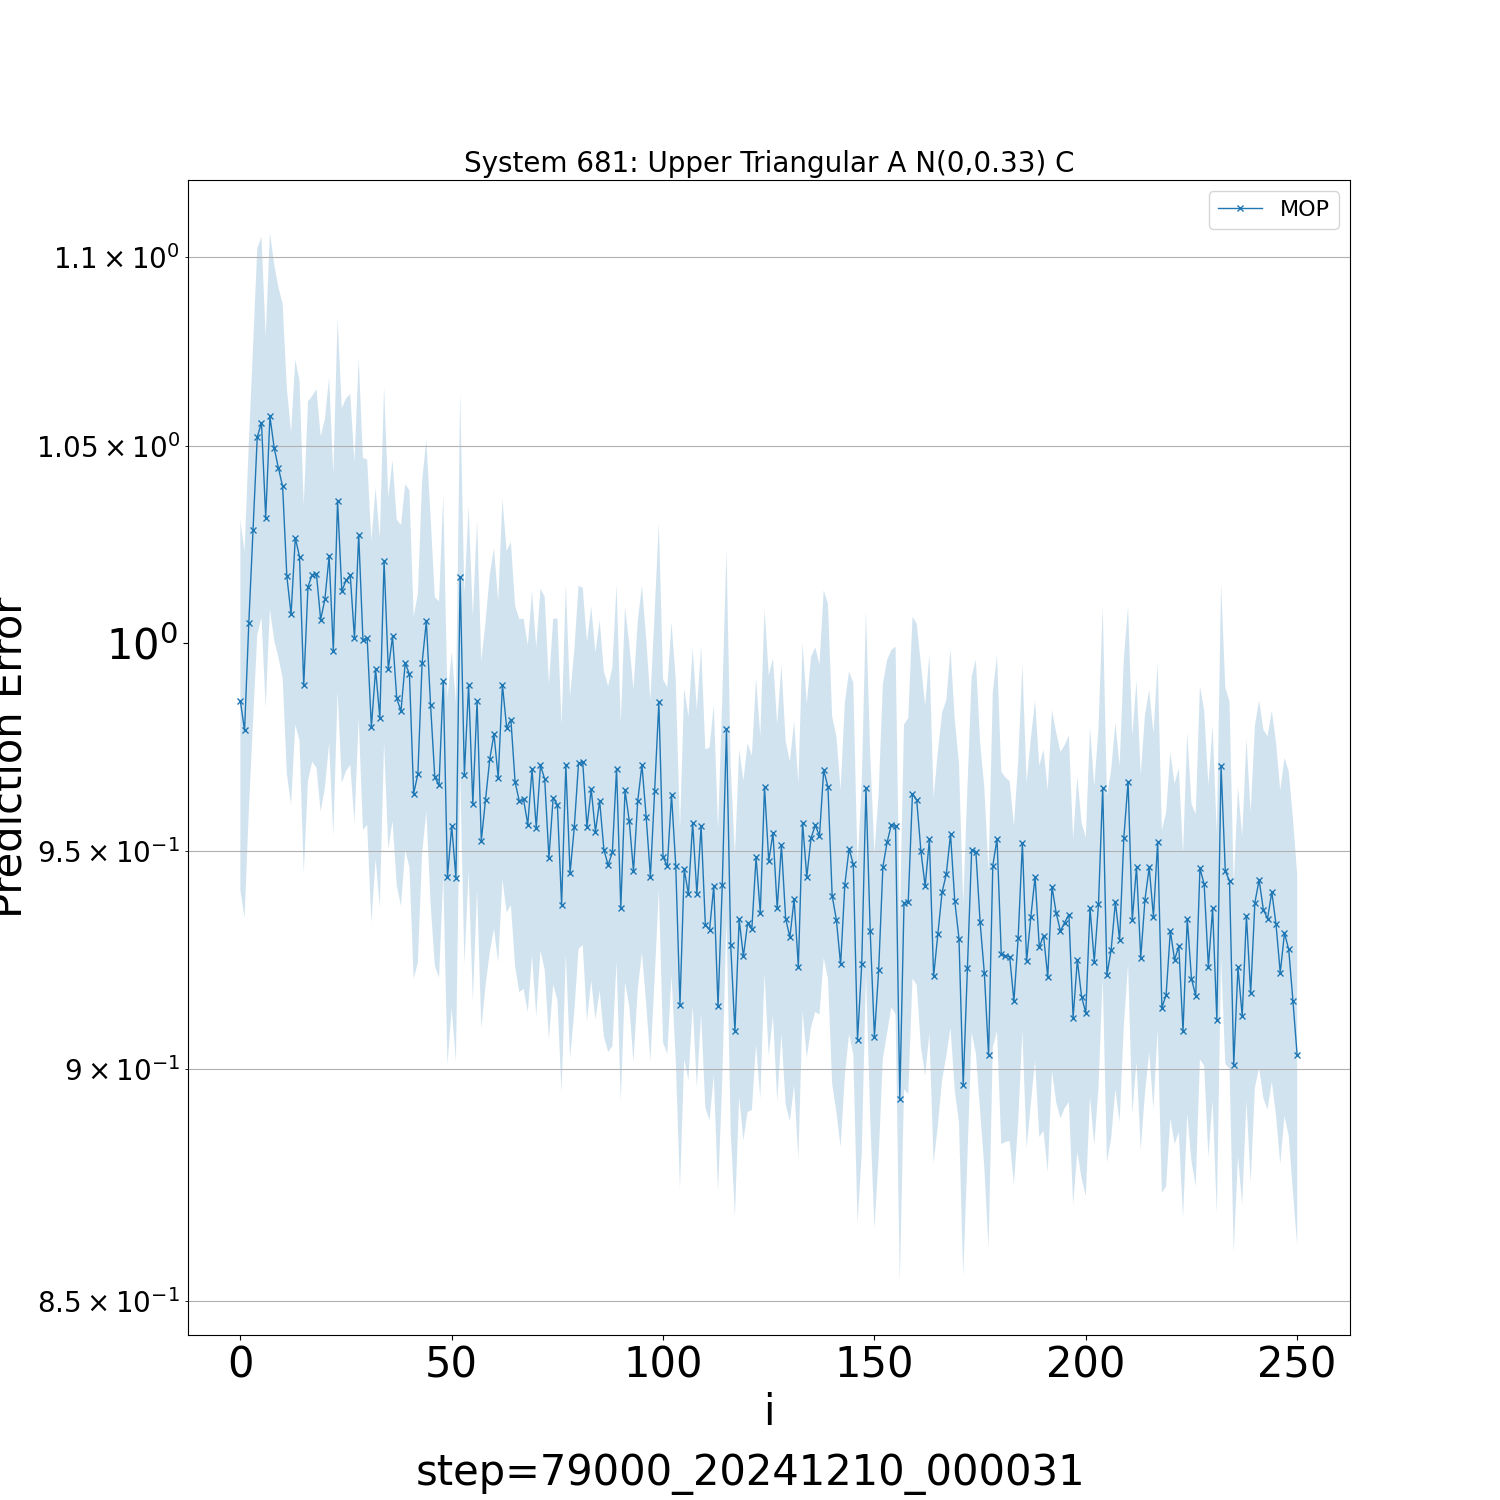 System 681: Upper Triangular A N(0,0.33) C
MOP
1.1 × 10⁰
1.05 × 10⁰
10⁰
9.5 × 10⁻¹
9 × 10⁻¹
8.5 × 10⁻¹
Prediction Error
0 50 100 150 200 250
i
step=79000_20241210_000031